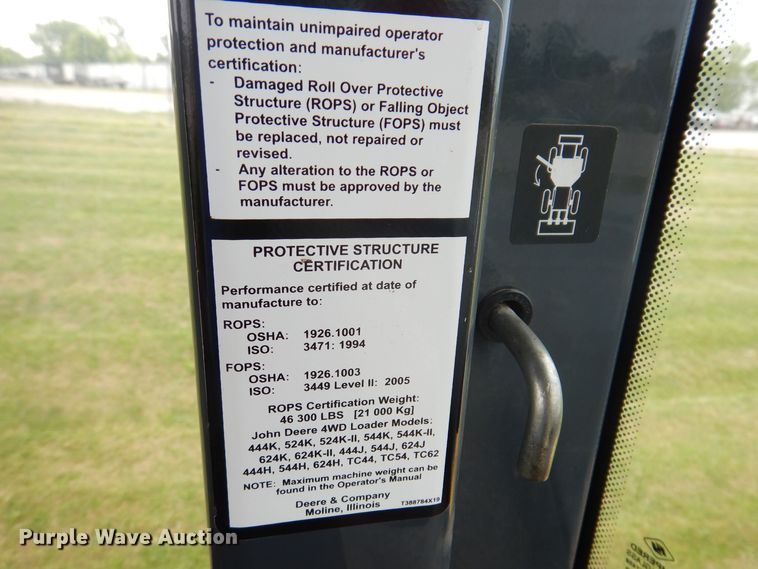 To maintain unimpaired operator
protection and manufacturer's
certification:
- Damaged Roll Over Protective
Structure (ROPS) or Falling Object
Protective Structure (FOPS) must
be replaced, not repaired or
revised.
- Any alteration to the ROPS or
FOPS must be approved by the
manufacturer.
PROTECTIVE STRUCTURE
CERTIFICATION
Performance certified at date of
manufacture to:
ROPS:
OSHA: 1926.1001
ISO: 3471: 1994
FOPS:
OSHA: 1926.1003
ISO: 3449 Level II: 2005
ROPS Certification Weight:
46 300 LBS [21 000 Kg]
John Deere 4WD Loader Models:
444K, 524K, 524K-II, 544K, 544K-II,
624K, 624K-II, 444J, 544J, 624J
444H, 544H, 624H, TC44, TC54, TC62
NOTE: Maximum machine weight can be
found in the Operator's Manual
Deere & Company
Moline, Illinois
T388784X19
Purple Wave Auction